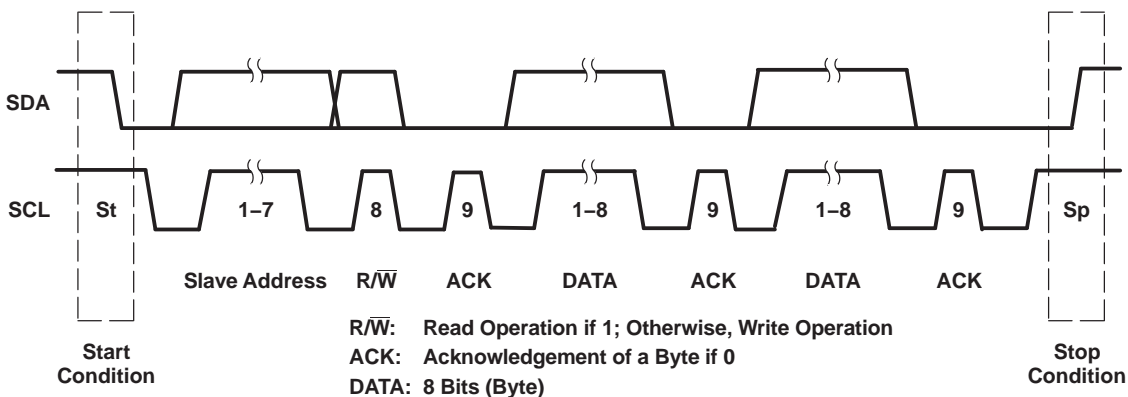 SDA
SCL
St 1–7 8 9 1–8 9 1–8 9 Sp
Slave Address R/W̅ ACK DATA ACK DATA ACK
R/W̅: Read Operation if 1; Otherwise, Write Operation
ACK: Acknowledgement of a Byte if 0
DATA: 8 Bits (Byte)
Start
Condition
Stop
Condition